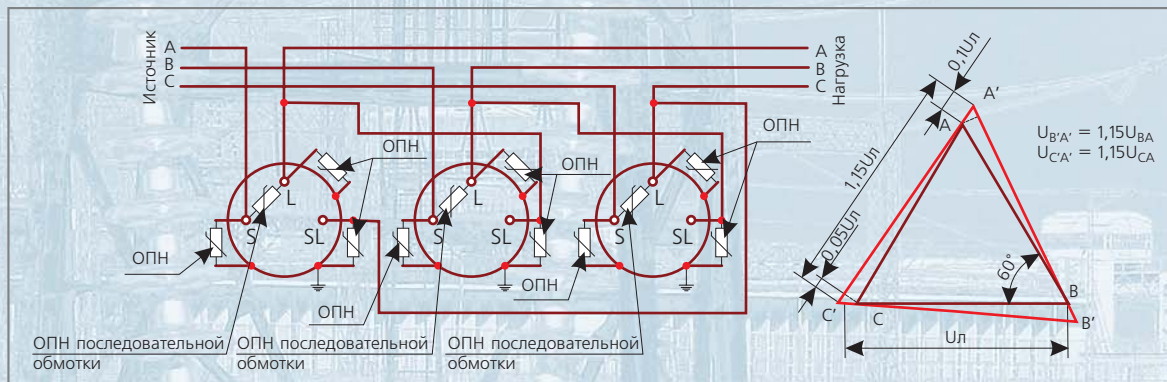 Источник
A
B
C
A
B
C
Нагрузка
ОПН
ОПН
ОПН
L
L
L
S
SL
S
SL
S
SL
ОПН
ОПН
ОПН
ОПН последовательной
обмотки
ОПН последовательной
обмотки
ОПН последовательной
обмотки
0,1Uл
A'
A
1,15Uл
0,05Uл
60°
B
B'
C'
C
Uл
U_B'A' = 1,15U_BA
U_C'A' = 1,15U_CA